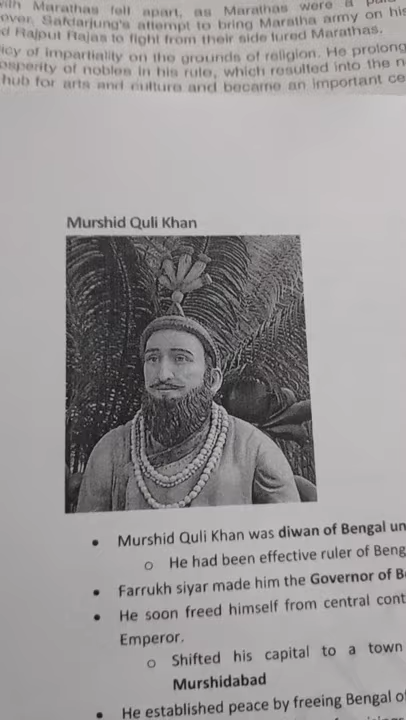 with Marathas fell apart, as Marathas were a
over, Safdarjung's attempt to bring Maratha army on his
d Rajput Rajas to fight from their side lured Marathas.
icy of impartiality on the grounds of religion. He prolong
osperity of nobles in his rule, which resulted into the n
hub for arts and culture and became an important ce
Murshid Quli Khan
• Murshid Quli Khan was diwan of Bengal un
o He had been effective ruler of Beng
• Farrukh siyar made him the Governor of B
• He soon freed himself from central cont
Emperor.
o Shifted his capital to a town
Murshidabad
• He established peace by freeing Bengal of